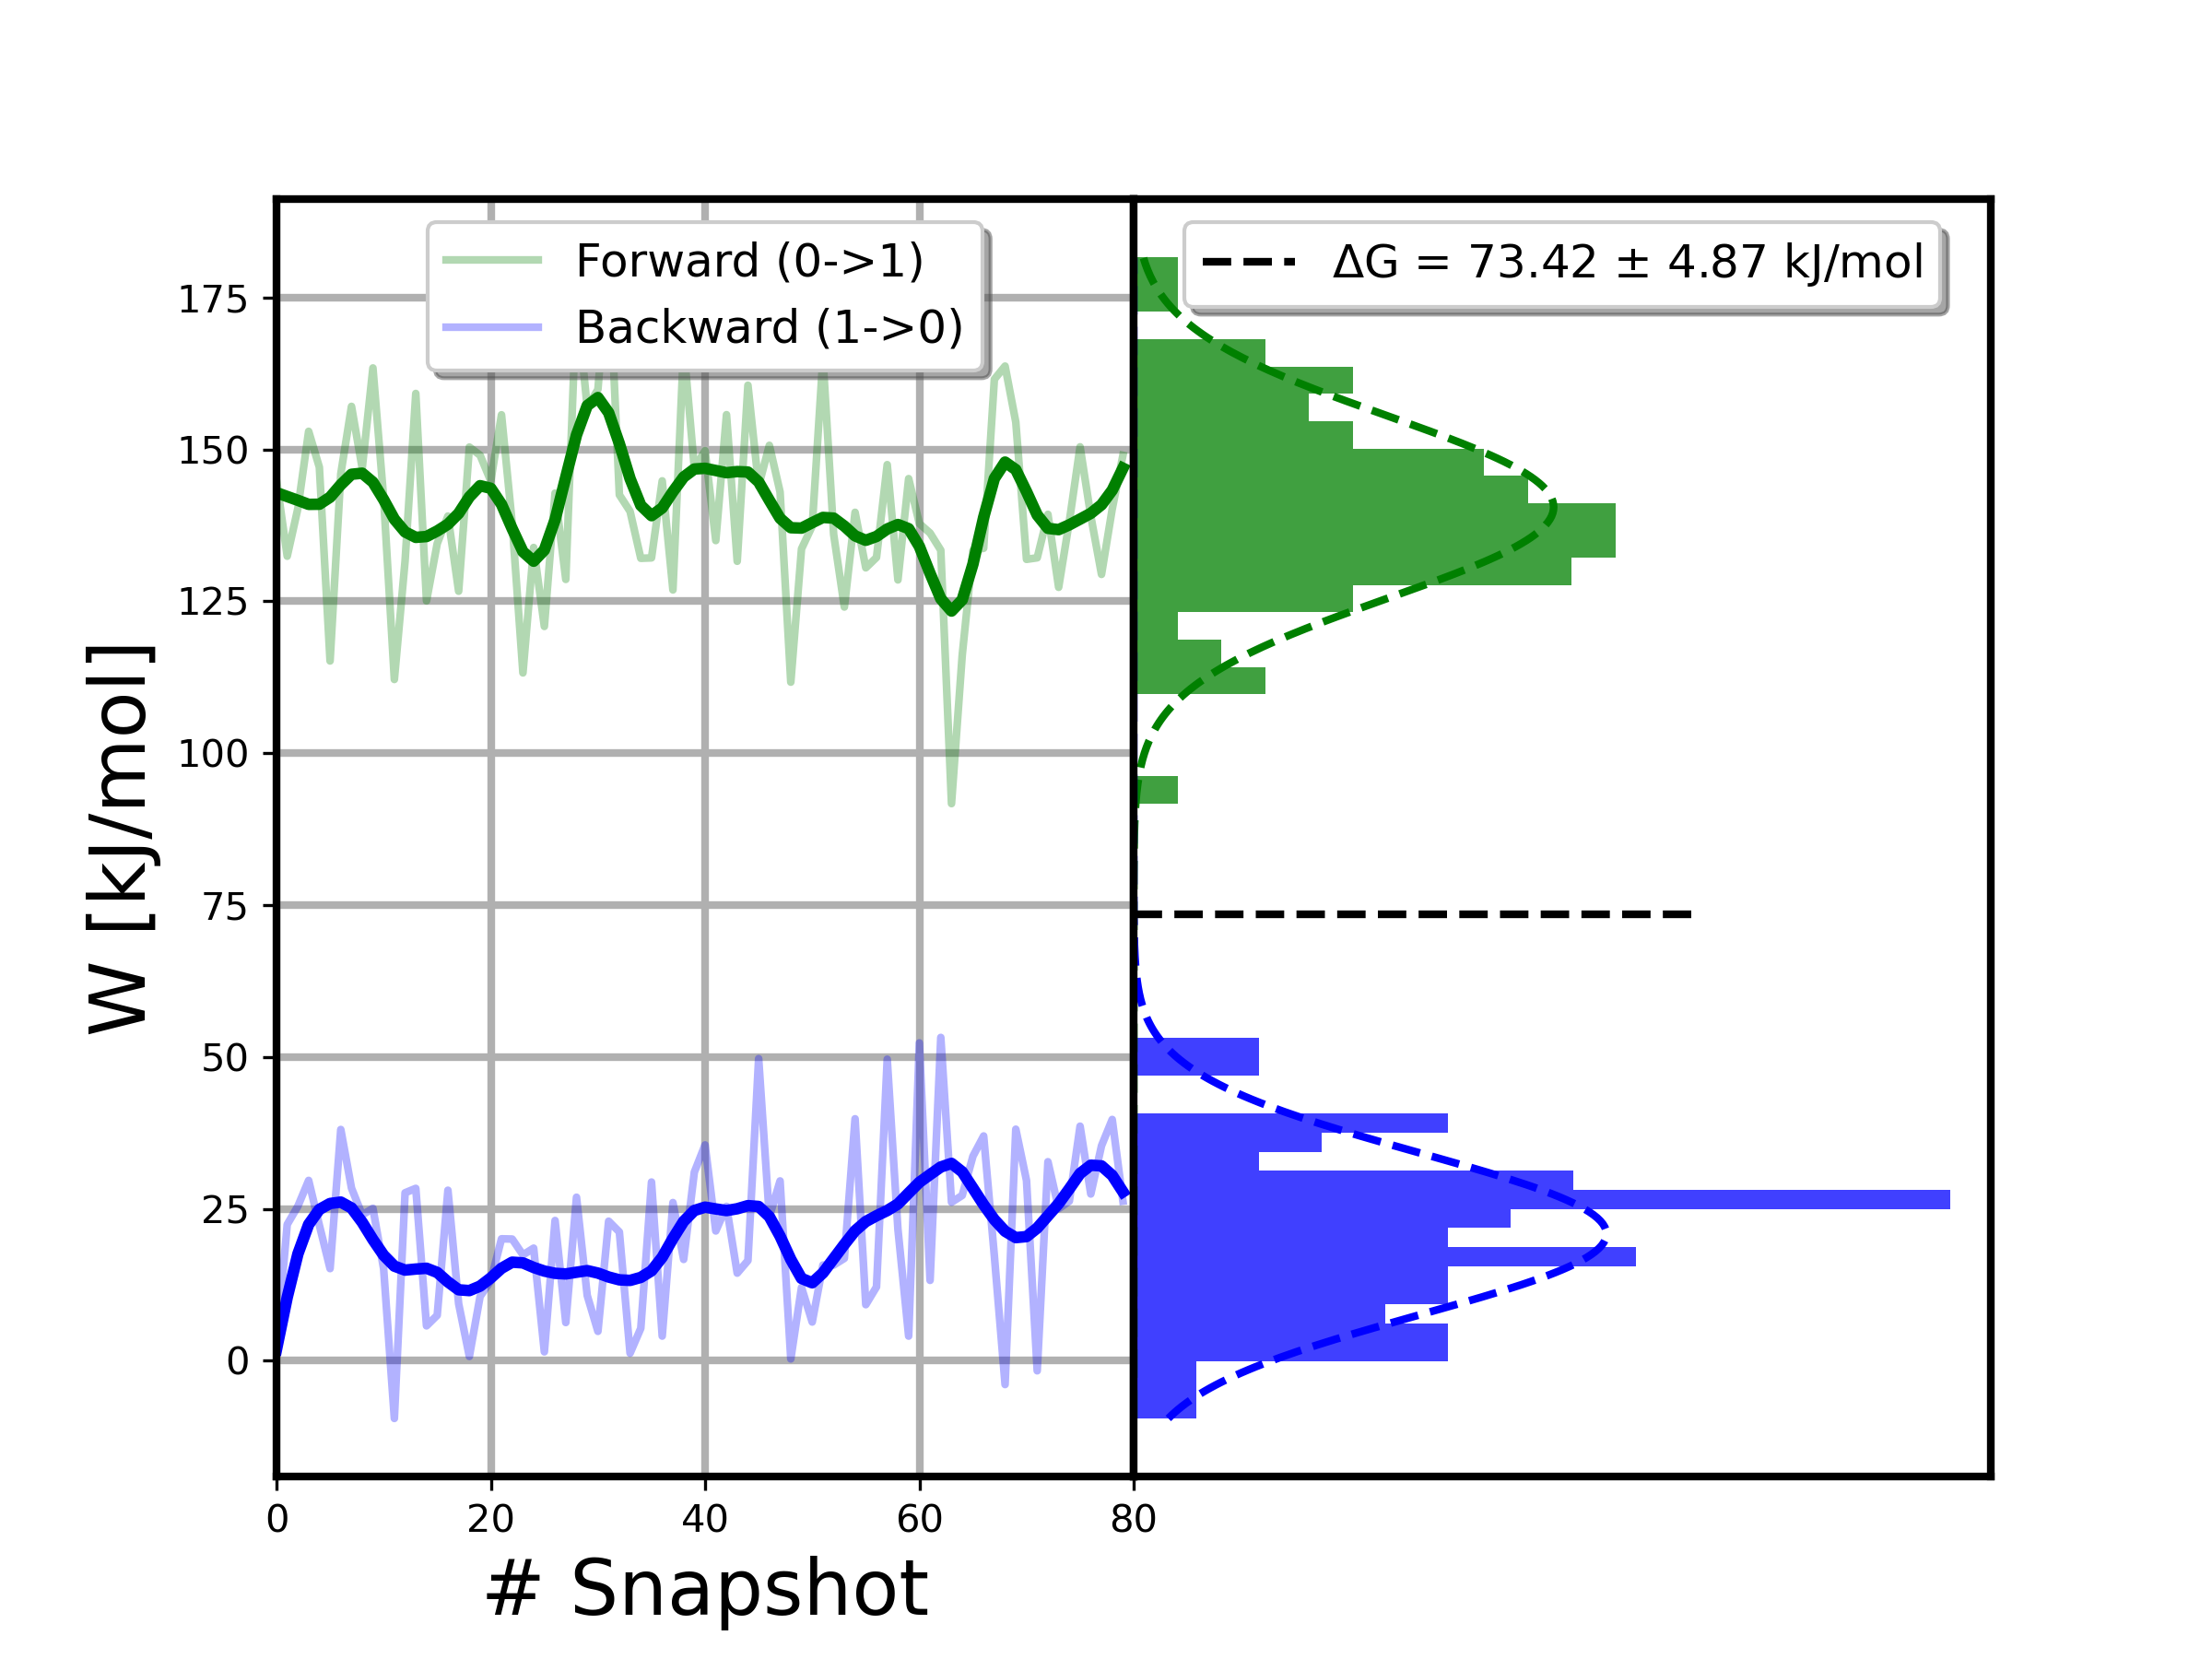 Forward (0->1)
Backward (1->0)
ΔG = 73.42 ± 4.87 kJ/mol
W [kJ/mol]
175
150
125
100
75
50
25
0
0 20 40 60 80
# Snapshot